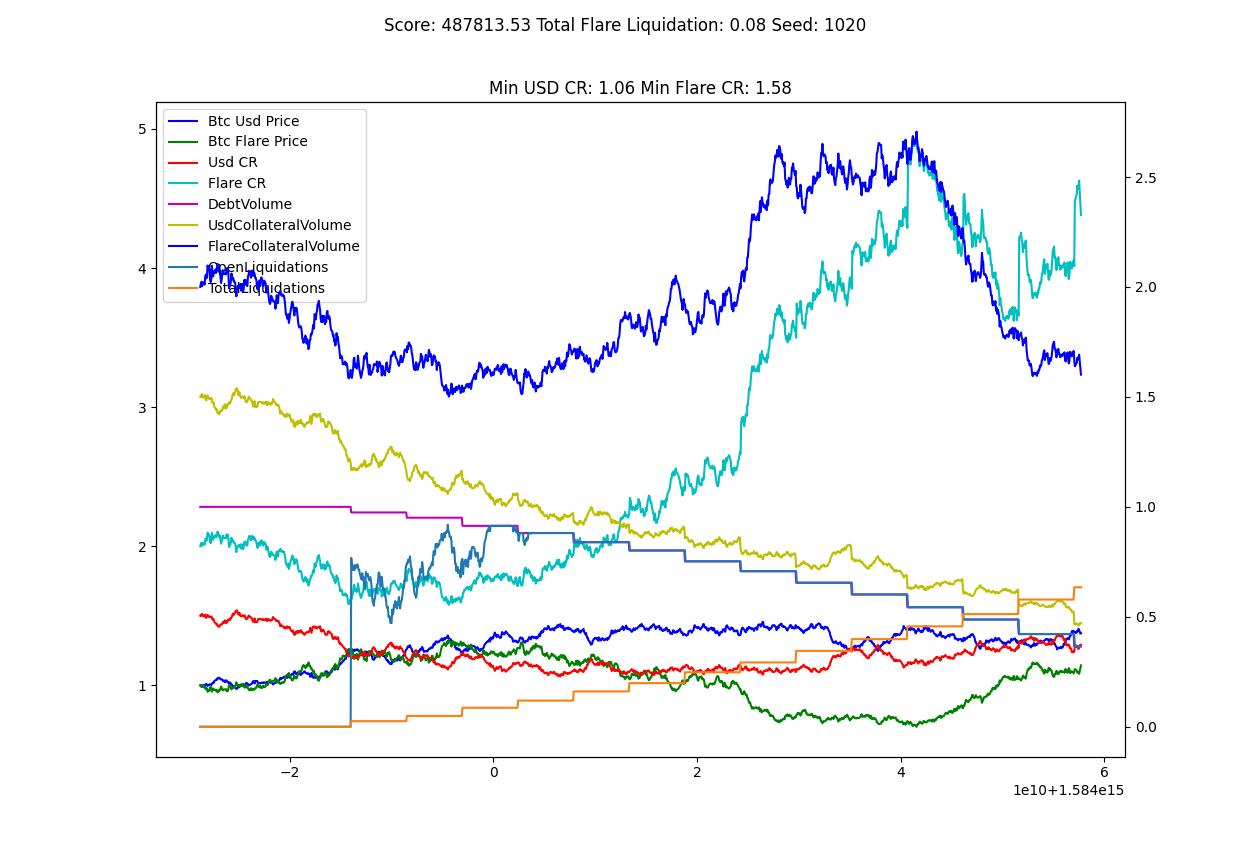 Score: 487813.53 Total Flare Liquidation: 0.08 Seed: 1020
Min USD CR: 1.06 Min Flare CR: 1.58
Btc Usd Price
Btc Flare Price
Usd CR
Flare CR
DebtVolume
UsdCollateralVolume
FlareCollateralVolume
OpenLiquidations
TotalLiquidations
5
4
3
2
1
2.5
2.0
1.5
1.0
0.5
0.0
−2
0
2
4
6
1e10+1.584e15